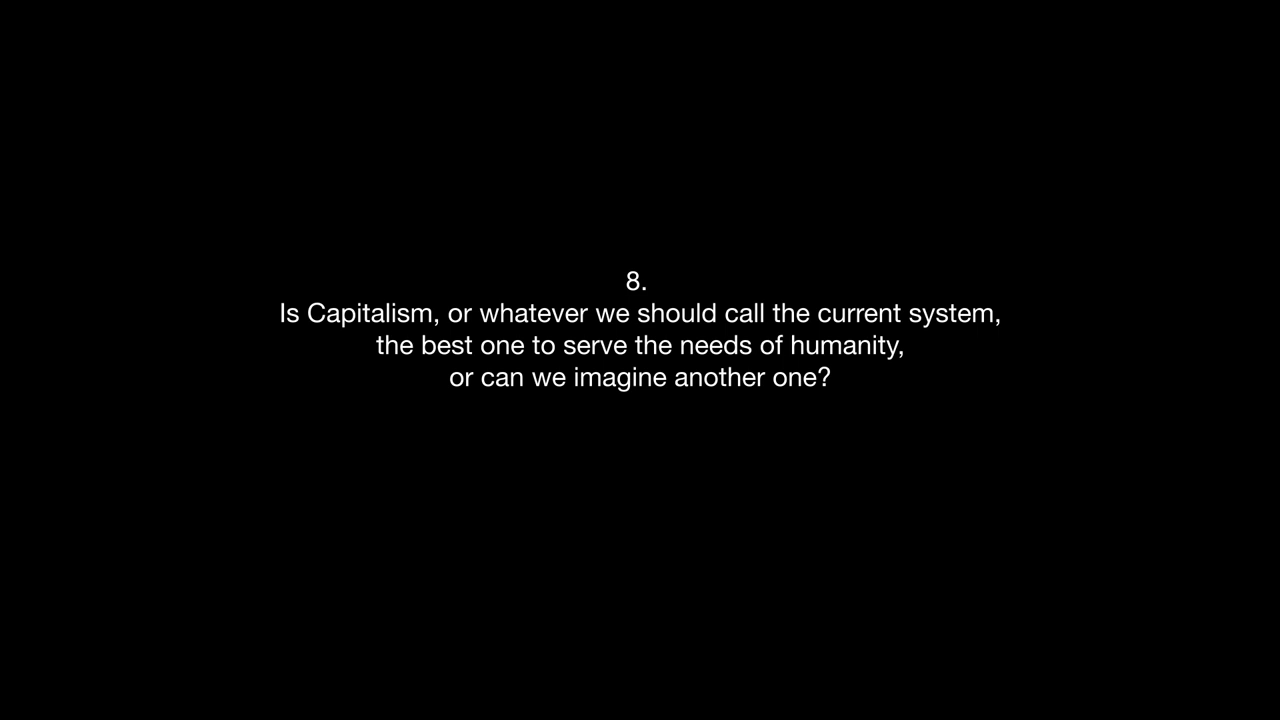 8.
Is Capitalism, or whatever we should call the current system,
the best one to serve the needs of humanity,
or can we imagine another one?